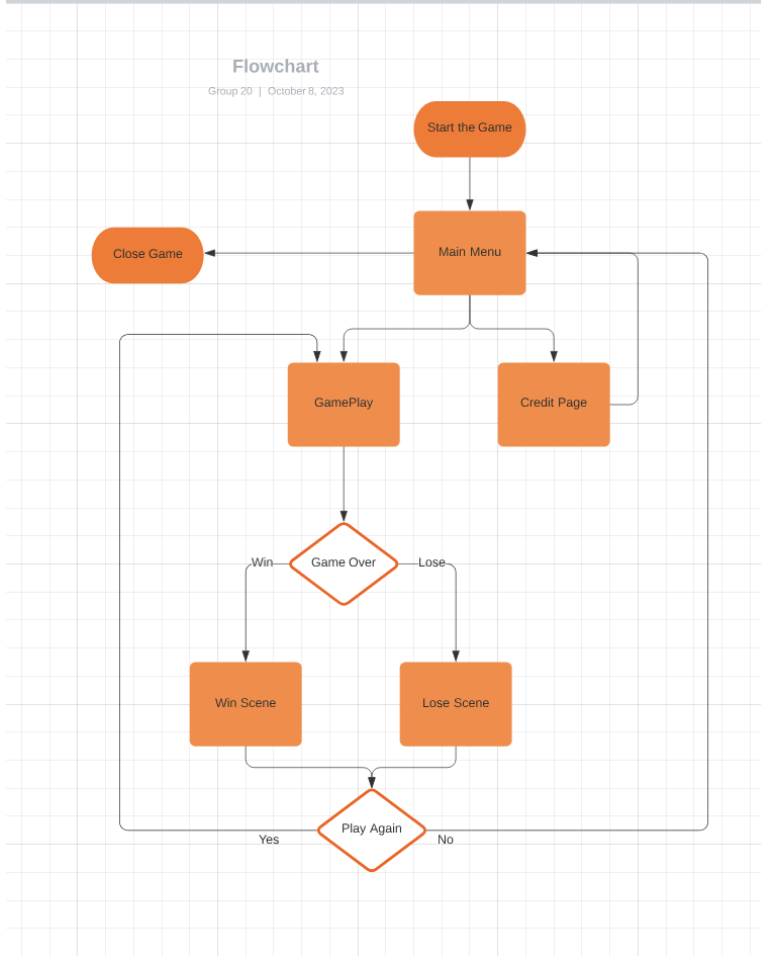 Flowchart
Group 20 | October 8, 2023
Start the Game
Close Game
Main Menu
GamePlay
Credit Page
Win
Game Over
Lose
Win Scene
Lose Scene
Play Again
Yes
No